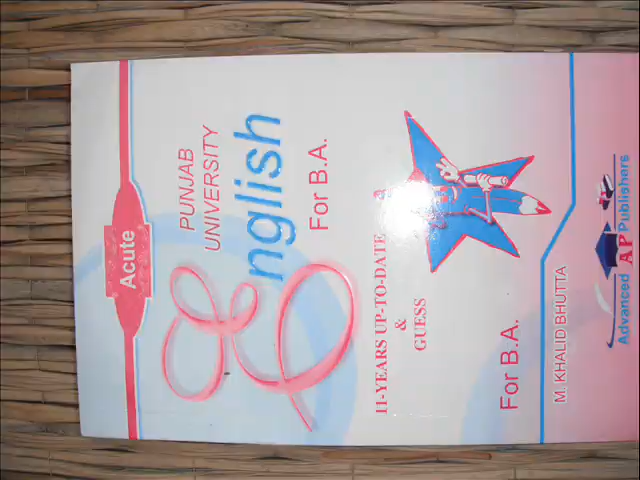 Acute
PUNJAB
UNIVERSITY
English
For B.A.
11-YEARS UP-TO-DATE
&
GUESS
For B.A.
M. KHALID BHUTTA
AP
Advanced Publishers